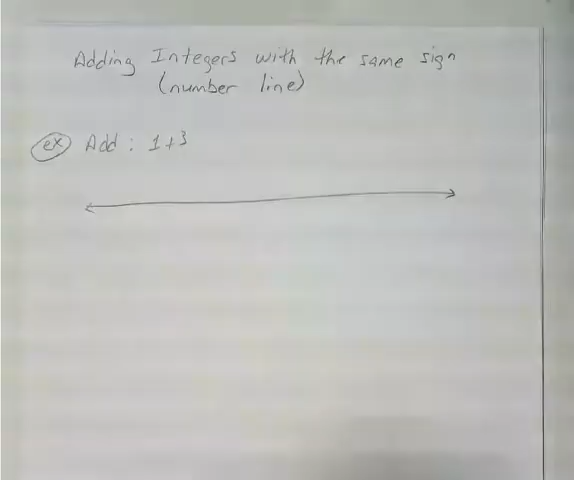 Adding Integers with the same sign
(number line)
ex Add : 1+3